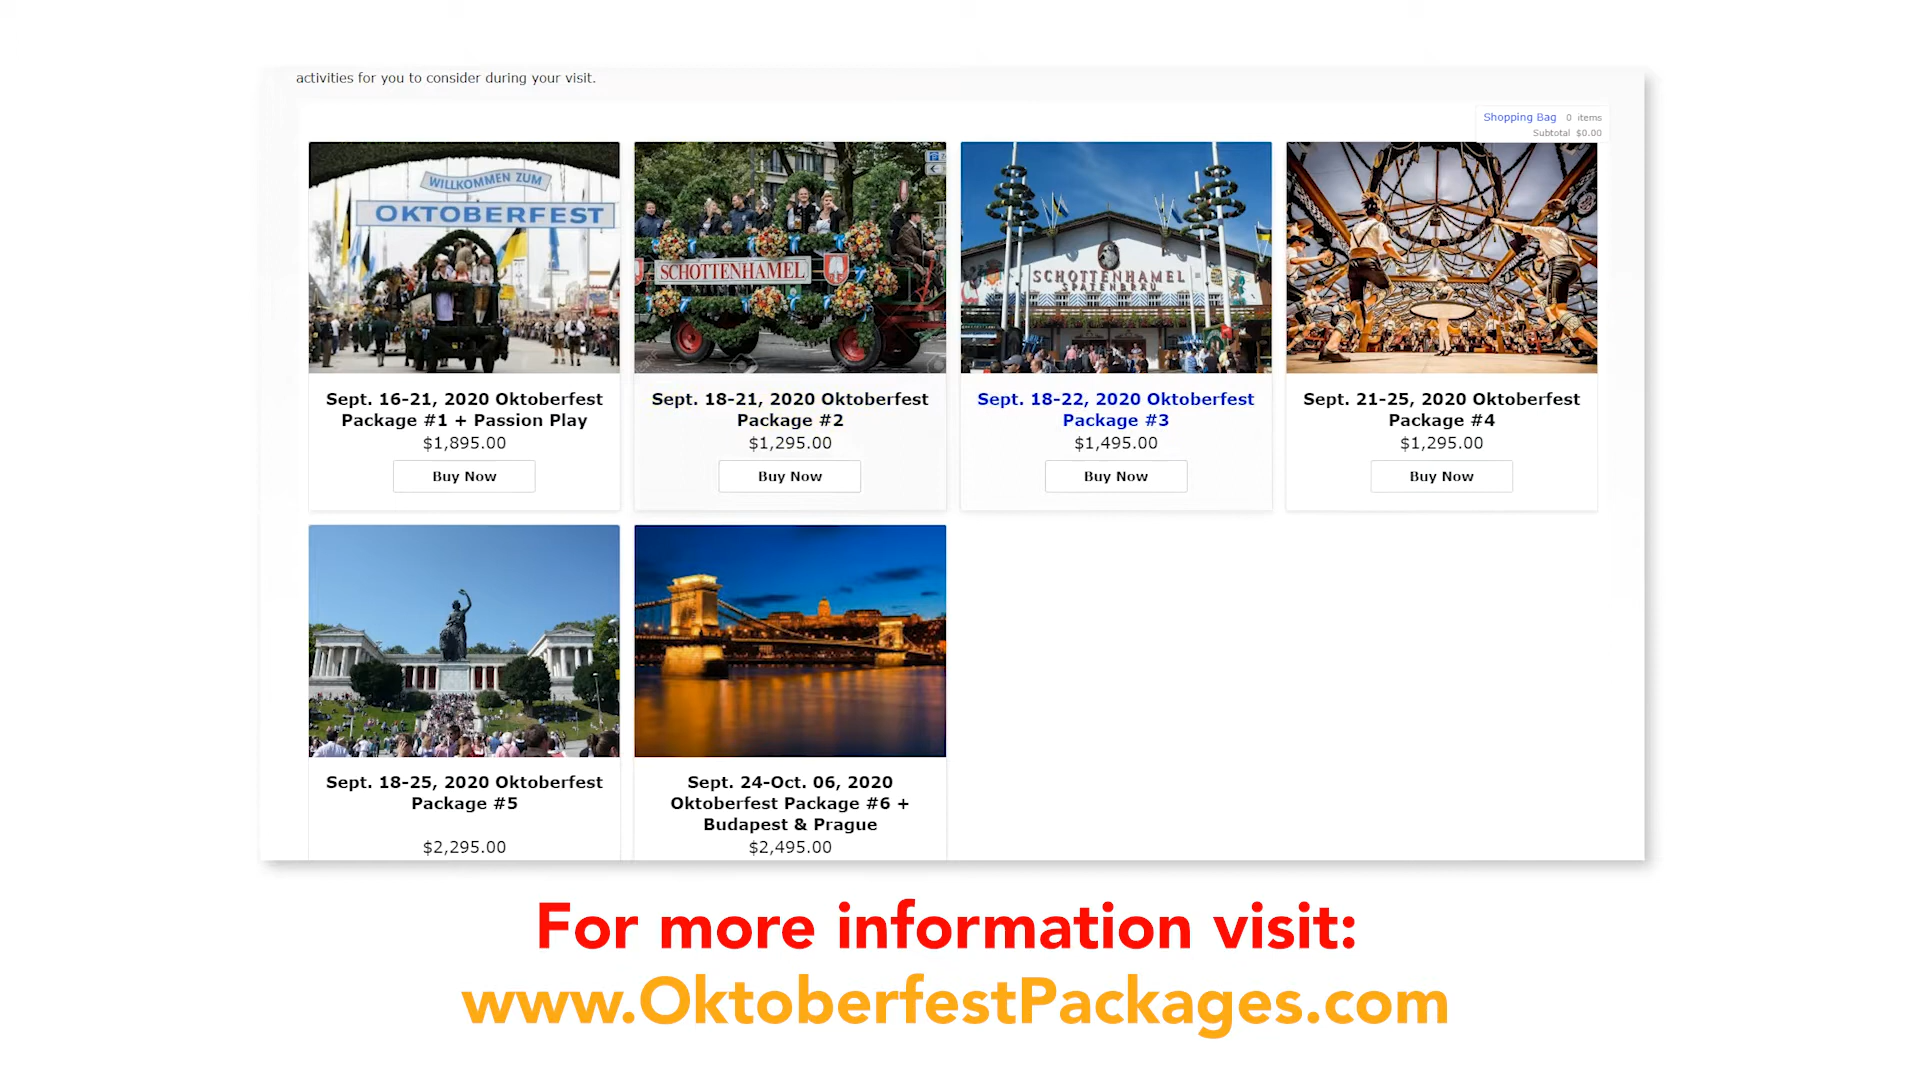 activities for you to consider during your visit.
Shopping Bag 0 items
Subtotal $0.00
WILLKOMMEN ZUM
OKTOBERFEST
SCHOTTENHAMEL
SCHOTTENHAMEL
SPATENBRÄU
Sept. 16-21, 2020 Oktoberfest
Package #1 + Passion Play
$1,895.00
Buy Now
Sept. 18-21, 2020 Oktoberfest
Package #2
$1,295.00
Buy Now
Sept. 18-22, 2020 Oktoberfest
Package #3
$1,495.00
Buy Now
Sept. 21-25, 2020 Oktoberfest
Package #4
$1,295.00
Buy Now
Sept. 18-25, 2020 Oktoberfest
Package #5
$2,295.00
Sept. 24-Oct. 06, 2020
Oktoberfest Package #6 +
Budapest & Prague
$2,495.00
For more information visit:
www.OktoberfestPackages.com